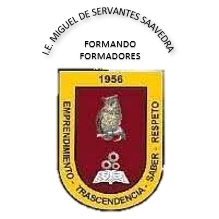 I.E. MIGUEL DE SERVANTES SAAVEDRA
FORMANDO
FORMADORES
1956
EMPRENDIMIENTO - TRASCENDENCIA - SABER - RESPETO